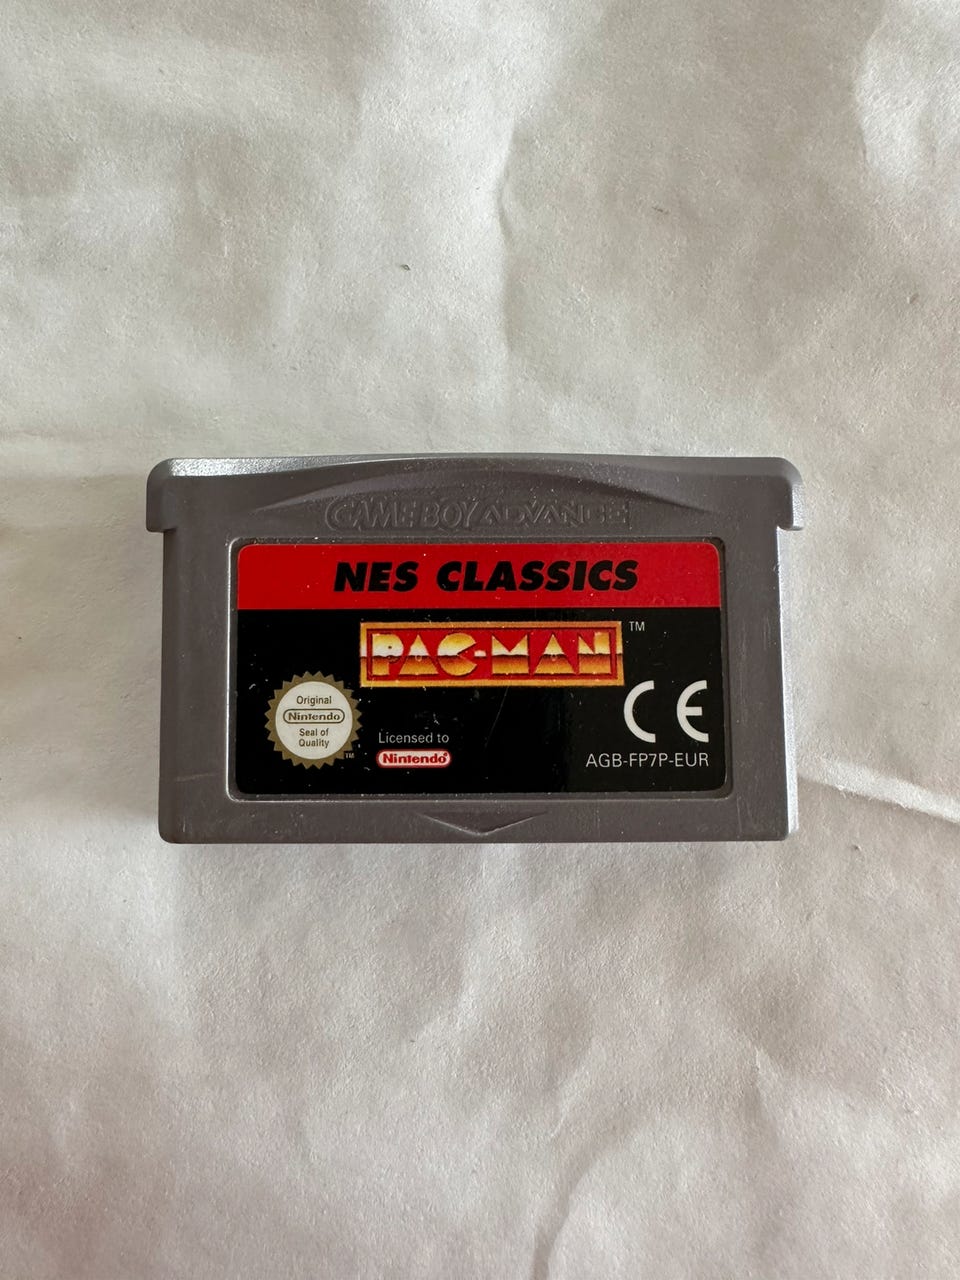 GAME BOY ADVANCE
NES CLASSICS
PAC-MAN ™
Original
Nintendo
Seal of
Quality
™
Licensed to
Nintendo®
CE
AGB-FP7P-EUR